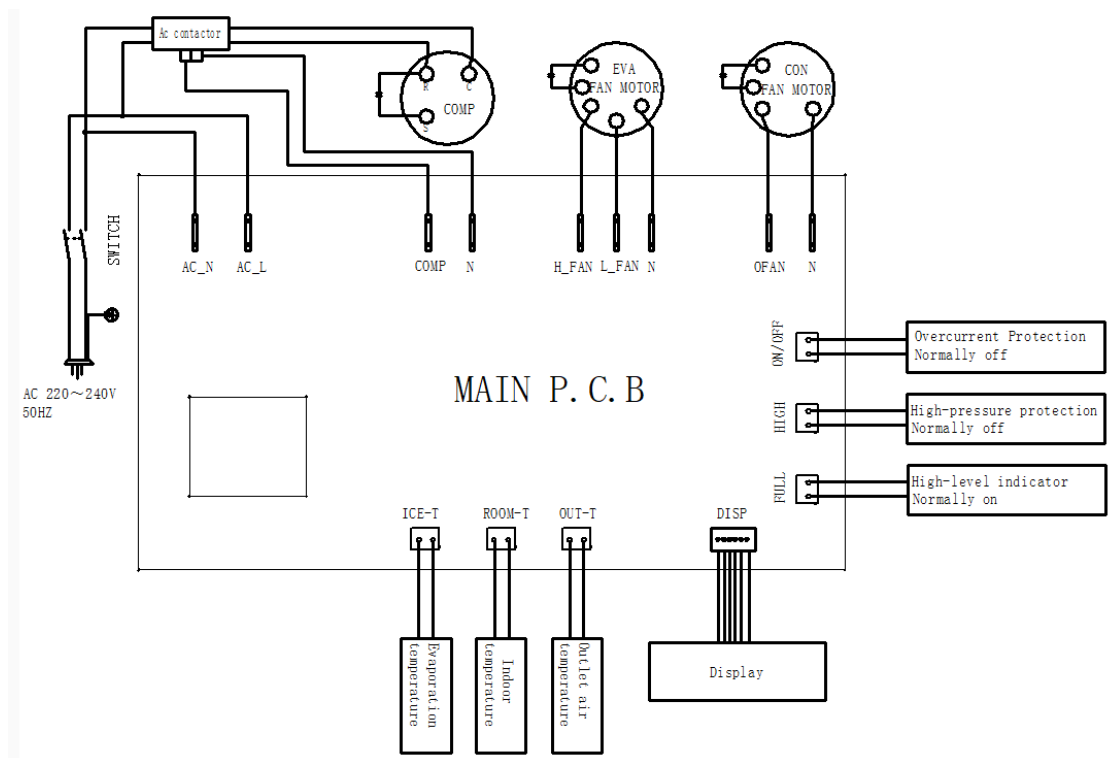 Ac contactor
R
C
COMP
S
EVA
FAN MOTOR
CON
FAN MOTOR
SWITCH
AC_N
AC_L
COMP
N
H_FAN
L_FAN
N
OFAN
N
AC 220～240V
50HZ
MAIN P.C.B
ON/OFF
Overcurrent Protection
Normally off
HIGH
High-pressure protection
Normally off
FULL
High-level indicator
Normally on
ICE-T
ROOM-T
OUT-T
DISP
Evaporation
temperature
Indoor
temperature
Outlet air
temperature
Display